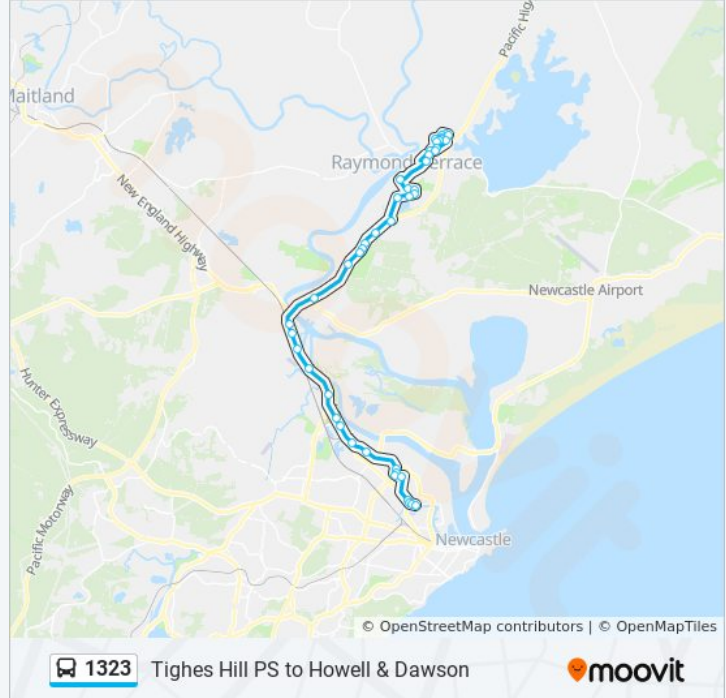 Pacific Hig
Maitland
Raymond Terrace
New England Highway
Newcastle Airport
Hunter Expressway
Pacific Motorway
Newcastle
© OpenStreetMap contributors | © OpenMapTiles
1323 Tighes Hill PS to Howell & Dawson
moovit